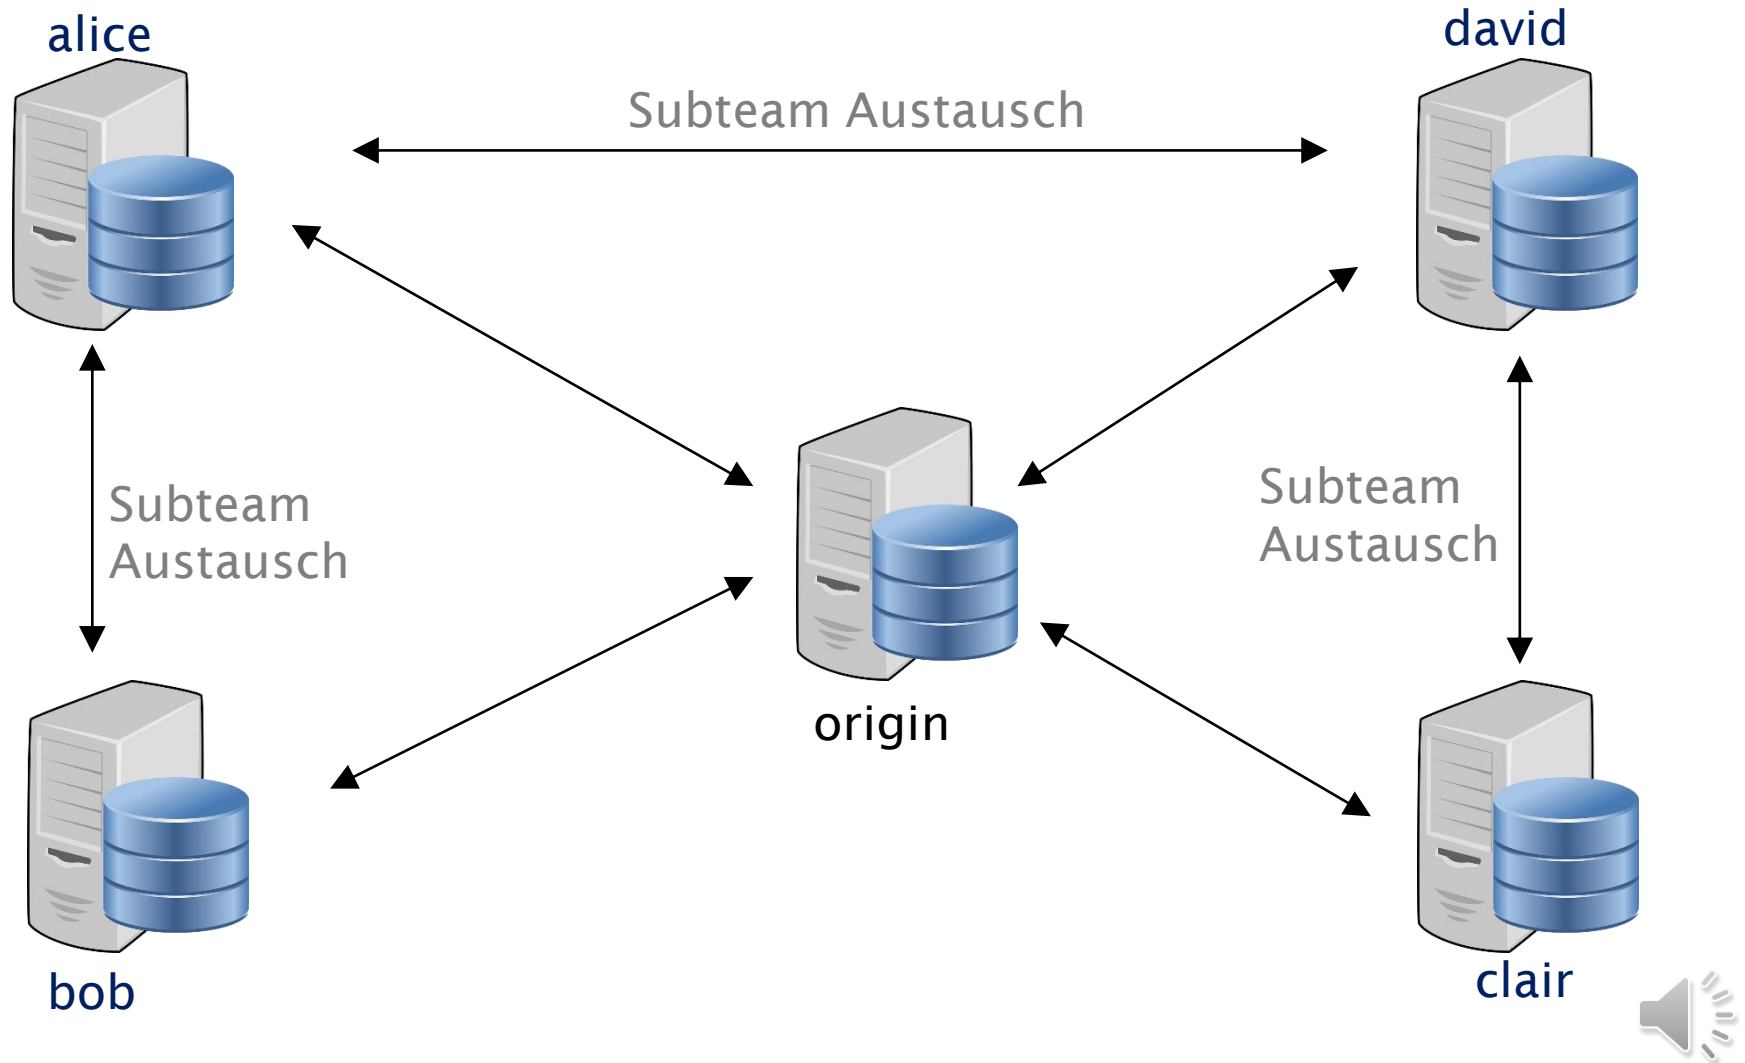 alice
david
Subteam Austausch
Subteam
Austausch
Subteam
Austausch
origin
bob
clair